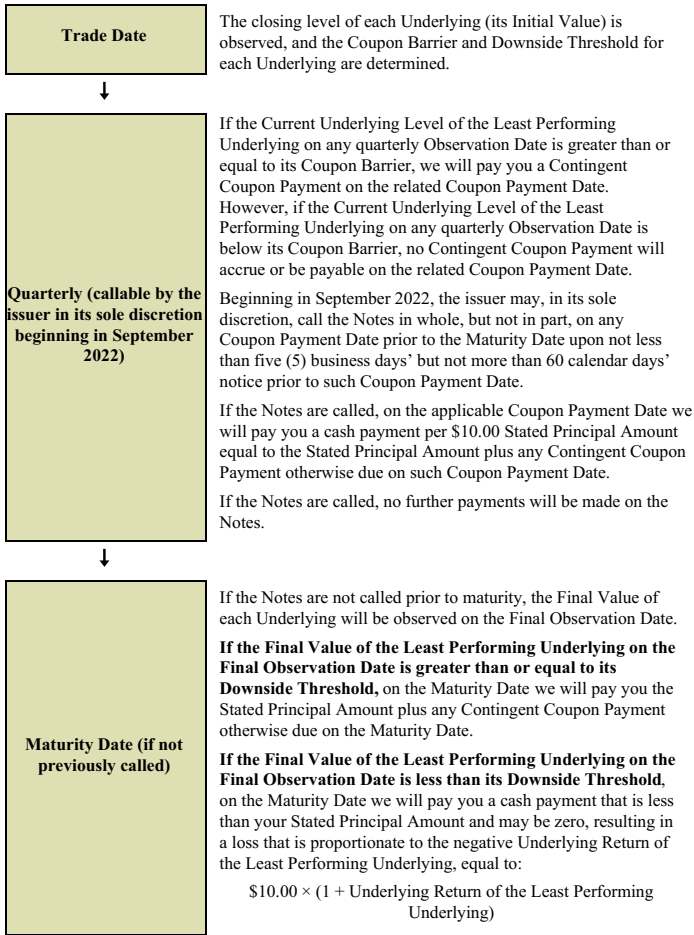 Trade Date
The closing level of each Underlying (its Initial Value) is
observed, and the Coupon Barrier and Downside Threshold for
each Underlying are determined.
Quarterly (callable by the
issuer in its sole discretion
beginning in September
2022)
If the Current Underlying Level of the Least Performing
Underlying on any quarterly Observation Date is greater than or
equal to its Coupon Barrier, we will pay you a Contingent
Coupon Payment on the related Coupon Payment Date.
However, if the Current Underlying Level of the Least
Performing Underlying on any quarterly Observation Date is
below its Coupon Barrier, no Contingent Coupon Payment will
accrue or be payable on the related Coupon Payment Date.
Beginning in September 2022, the issuer may, in its sole
discretion, call the Notes in whole, but not in part, on any
Coupon Payment Date prior to the Maturity Date upon not less
than five (5) business days’ but not more than 60 calendar days’
notice prior to such Coupon Payment Date.
If the Notes are called, on the applicable Coupon Payment Date we
will pay you a cash payment per $10.00 Stated Principal Amount
equal to the Stated Principal Amount plus any Contingent Coupon
Payment otherwise due on such Coupon Payment Date.
If the Notes are called, no further payments will be made on the
Notes.
Maturity Date (if not
previously called)
If the Notes are not called prior to maturity, the Final Value of
each Underlying will be observed on the Final Observation Date.
If the Final Value of the Least Performing Underlying on the
Final Observation Date is greater than or equal to its
Downside Threshold, on the Maturity Date we will pay you the
Stated Principal Amount plus any Contingent Coupon Payment
otherwise due on the Maturity Date.
If the Final Value of the Least Performing Underlying on the
Final Observation Date is less than its Downside Threshold,
on the Maturity Date we will pay you a cash payment that is less
than your Stated Principal Amount and may be zero, resulting in
a loss that is proportionate to the negative Underlying Return of
the Least Performing Underlying, equal to:
$10.00 × (1 + Underlying Return of the Least Performing
Underlying)